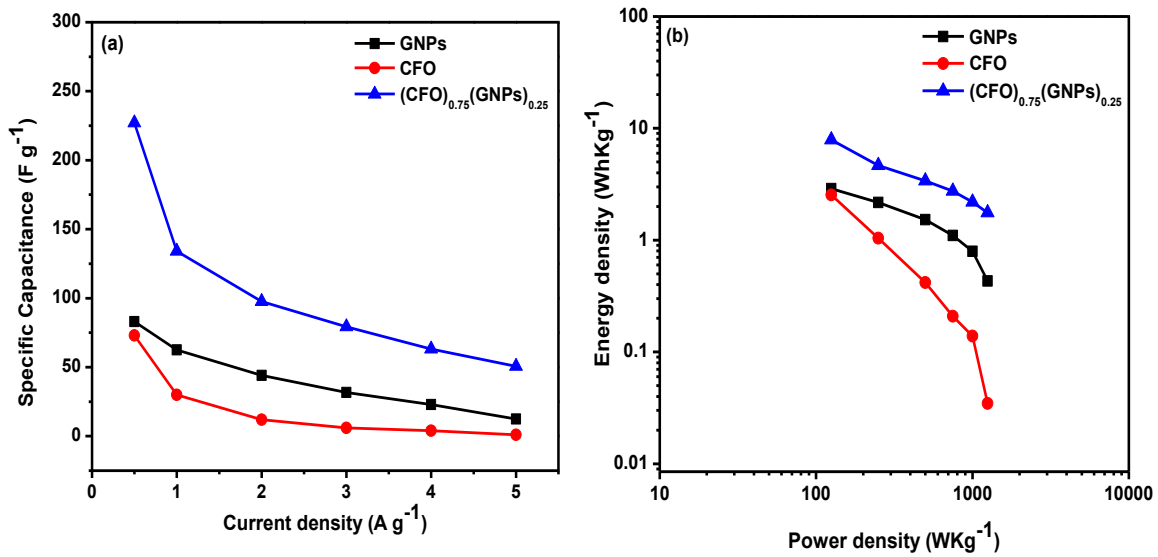 (a)
GNPs
CFO
(CFO)0.75(GNPs)0.25
300
250
200
150
100
50
0
Specific Capacitance (F g-1)
0 1 2 3 4 5
Current density (A g-1)
(b)
GNPs
CFO
(CFO)0.75(GNPs)0.25
100
10
1
0.1
0.01
Energy density (WhKg-1)
10 100 1000 10000
Power density (WKg-1)